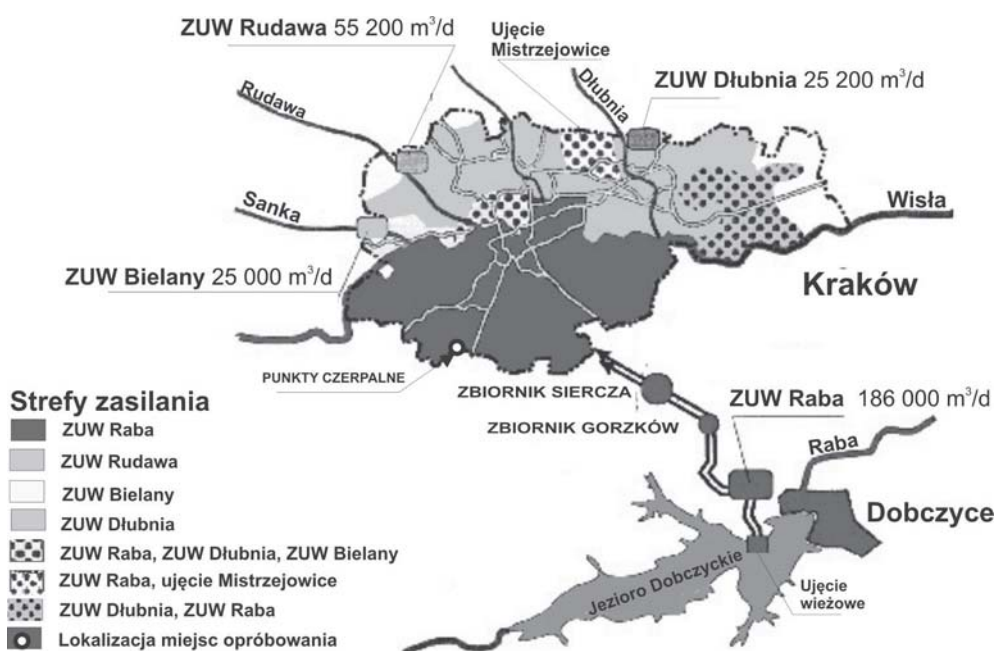 ZUW Rudawa 55 200 m³/d
Ujęcie
Mistrzejowice
Rudawa
Dłubnia
ZUW Dłubnia 25 200 m³/d
Sanka
Wisła
ZUW Bielany 25 000 m³/d
Kraków
PUNKTY CZERPALNE
ZBIORNIK SIERCZA
ZBIORNIK GORZKÓW
ZUW Raba 186 000 m³/d
Raba
Dobczyce
Jezioro Dobczyckie
Ujęcie
wieżowe
Strefy zasilania
ZUW Raba
ZUW Rudawa
ZUW Bielany
ZUW Dłubnia
ZUW Raba, ZUW Dłubnia, ZUW Bielany
ZUW Raba, ujęcie Mistrzejowice
ZUW Dłubnia, ZUW Raba
Lokalizacja miejsc opróbowania